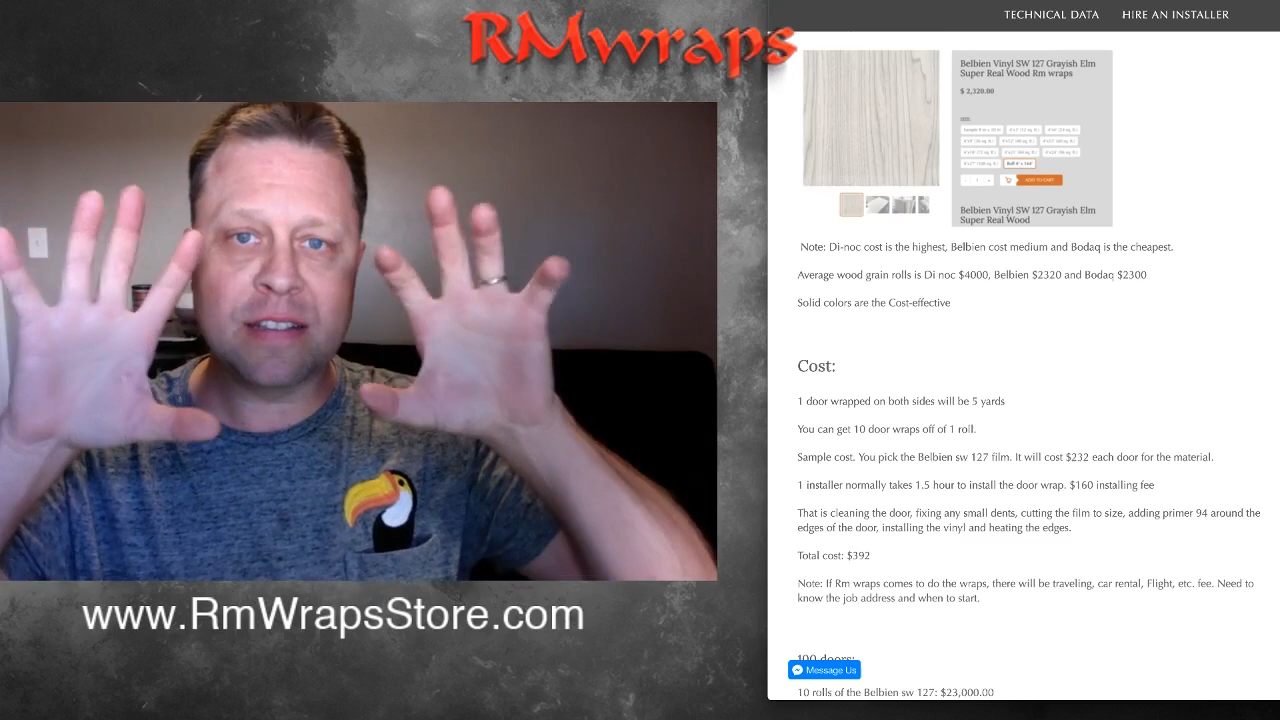 RMwraps
TECHNICAL DATA HIRE AN INSTALLER
Belbien Vinyl SW 127 Grayish Elm
Super Real Wood Rm wraps
$ 2,320.00
SIZE
Roll 4' x 144'
1
ADD TO CART
Belbien Vinyl SW 127 Grayish Elm
Super Real Wood
Note: Di-noc cost is the highest, Belbien cost medium and Bodaq is the cheapest.
Average wood grain rolls is Di noc $4000, Belbien $2320 and Bodaq $2300
Solid colors are the Cost-effective
Cost:
1 door wrapped on both sides will be 5 yards
You can get 10 door wraps off of 1 roll.
Sample cost. You pick the Belbien sw 127 film. It will cost $232 each door for the material.
1 installer normally takes 1.5 hour to install the door wrap. $160 installing fee
That is cleaning the door, fixing any small dents, cutting the film to size, adding primer 94 around the
edges of the door, installing the vinyl and heating the edges.
Total cost: $392
Note: If Rm wraps comes to do the wraps, there will be traveling, car rental, Flight, etc. fee. Need to
know the job address and when to start.
100 doors:
Message Us
10 rolls of the Belbien sw 127: $23,000.00
www.RmWrapsStore.com